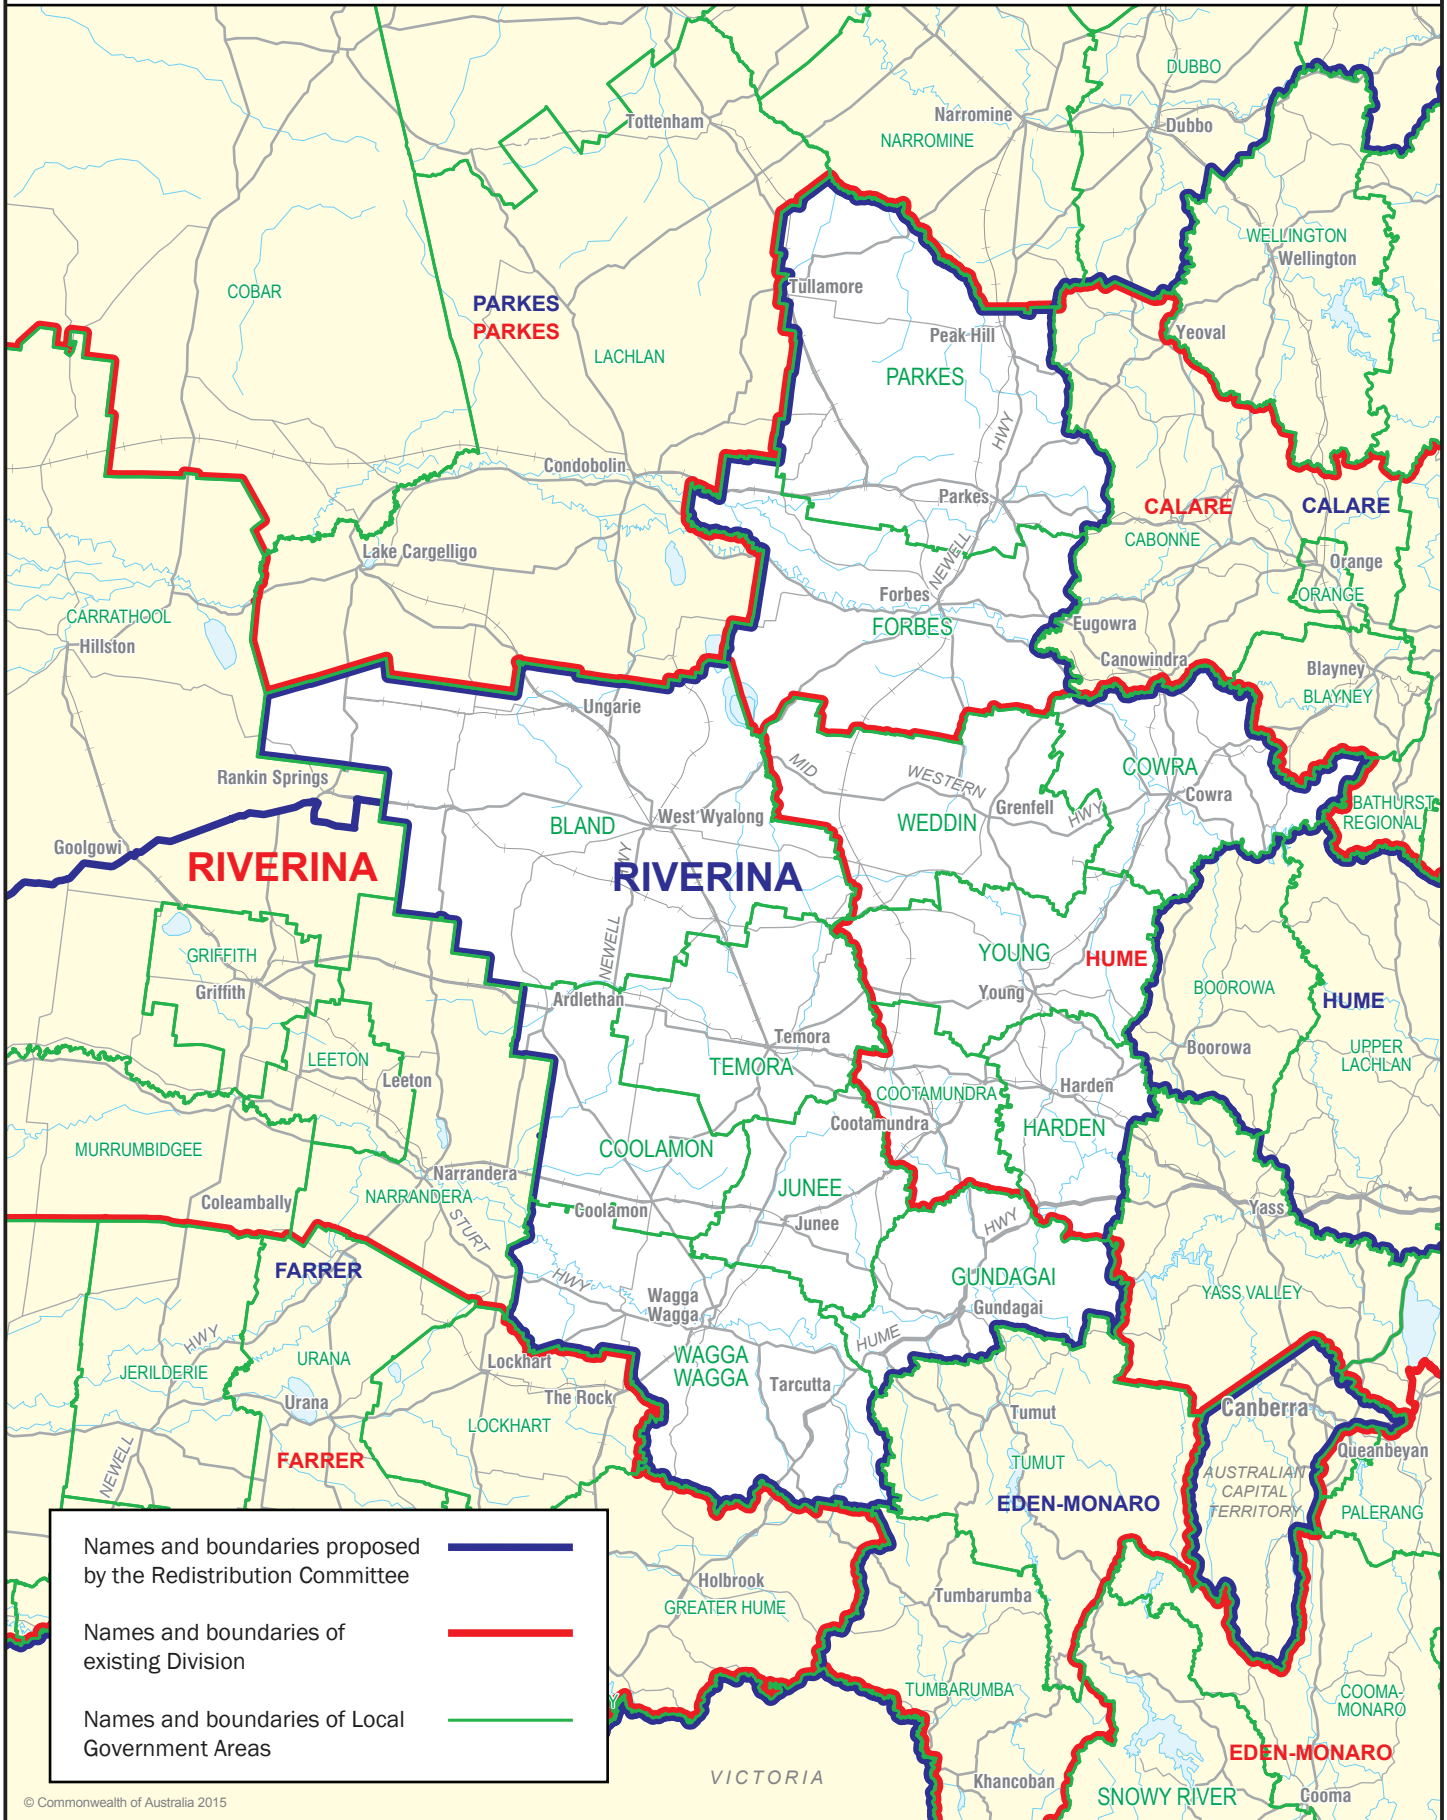 DUBBO
Tottenham
Narromine
NARROMINE
Dubbo
WELLINGTON
Wellington
COBAR
PARKES
PARKES
Tullamore
Peak Hill
Yeoval
LACHLAN
PARKES
HWY
Condobolin
Parkes
CALARE
CALARE
CABONNE
Lake Cargelligo
NEWELL
Orange
ORANGE
Forbes
FORBES
CARRATHOOL
Hillston
Eugowra
Canowindra
Blayney
BLAYNEY
Ungarie
MID
WESTERN
HWY
COWRA
Cowra
Rankin Springs
Grenfell
WEDDIN
BATHURST
REGIONAL
BLAND
West Wyalong
HWY
Goolgowi
RIVERINA
RIVERINA
NEWELL
GRIFFITH
Griffith
YOUNG
Young
HUME
BOOROWA
HUME
Ardlethan
Temora
TEMORA
Boorowa
UPPER
LACHLAN
LEETON
Leeton
COOTAMUNDRA
Cootamundra
Harden
HARDEN
MURRUMBIDGEE
COOLAMON
Narrandera
NARRANDERA
Coleambally
STURT
Coolamon
JUNEE
Junee
HWY
Yass
FARRER
HWY
GUNDAGAI
Gundagai
YASS VALLEY
Wagga
Wagga
HUME
HWY
JERILDERIE
URANA
Urana
Lockhart
LOCKHART
The Rock
WAGGA
WAGGA
Tarcutta
Tumut
TUMUT
Canberra
Queanbeyan
AUSTRALIAN
CAPITAL
TERRITORY
PALERANG
NEWELL
FARRER
EDEN-MONARO
Names and boundaries proposed
by the Redistribution Committee
Names and boundaries of
existing Division
Names and boundaries of Local
Government Areas
Holbrook
GREATER HUME
Tumbarumba
TUMBARUMBA
COOMA-
MONARO
EDEN-MONARO
VICTORIA
Khancoban
SNOWY RIVER
Cooma
© Commonwealth of Australia 2015